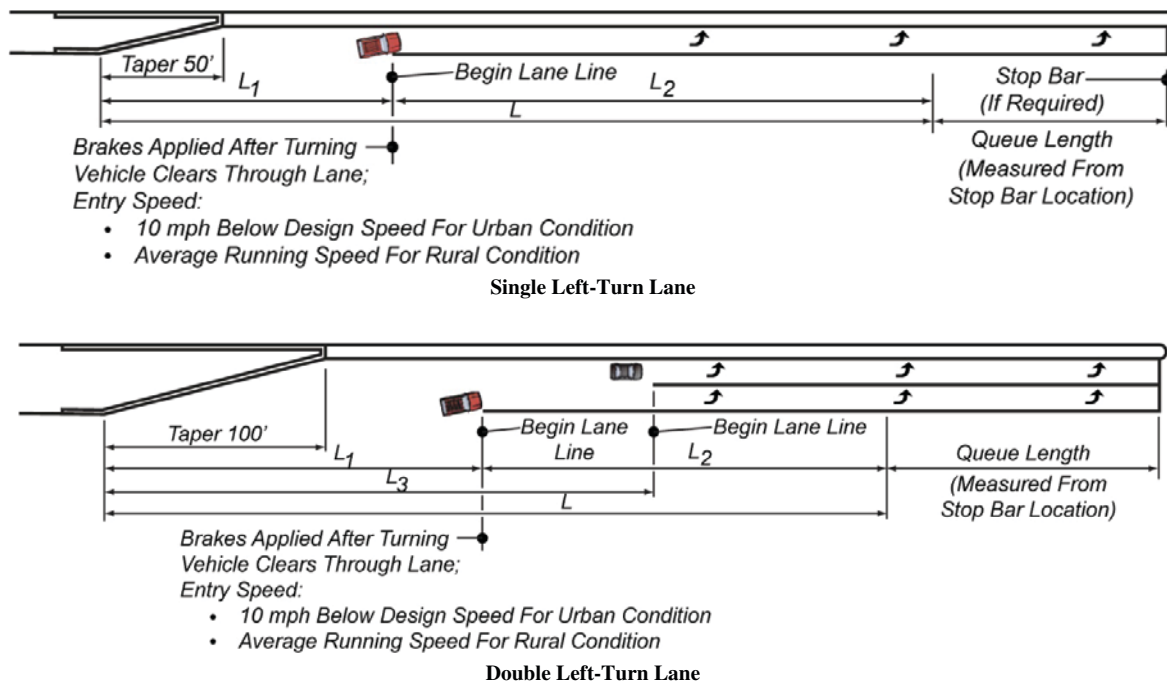 Taper 50'
L1
Begin Lane Line
L2
Stop Bar
(If Required)
L
Queue Length
(Measured From
Stop Bar Location)
Brakes Applied After Turning
Vehicle Clears Through Lane;
Entry Speed:
• 10 mph Below Design Speed For Urban Condition
• Average Running Speed For Rural Condition
Single Left-Turn Lane
Taper 100'
L1
Begin Lane
Line
Begin Lane Line
L2
L3
L
Queue Length
(Measured From
Stop Bar Location)
Brakes Applied After Turning
Vehicle Clears Through Lane;
Entry Speed:
• 10 mph Below Design Speed For Urban Condition
• Average Running Speed For Rural Condition
Double Left-Turn Lane